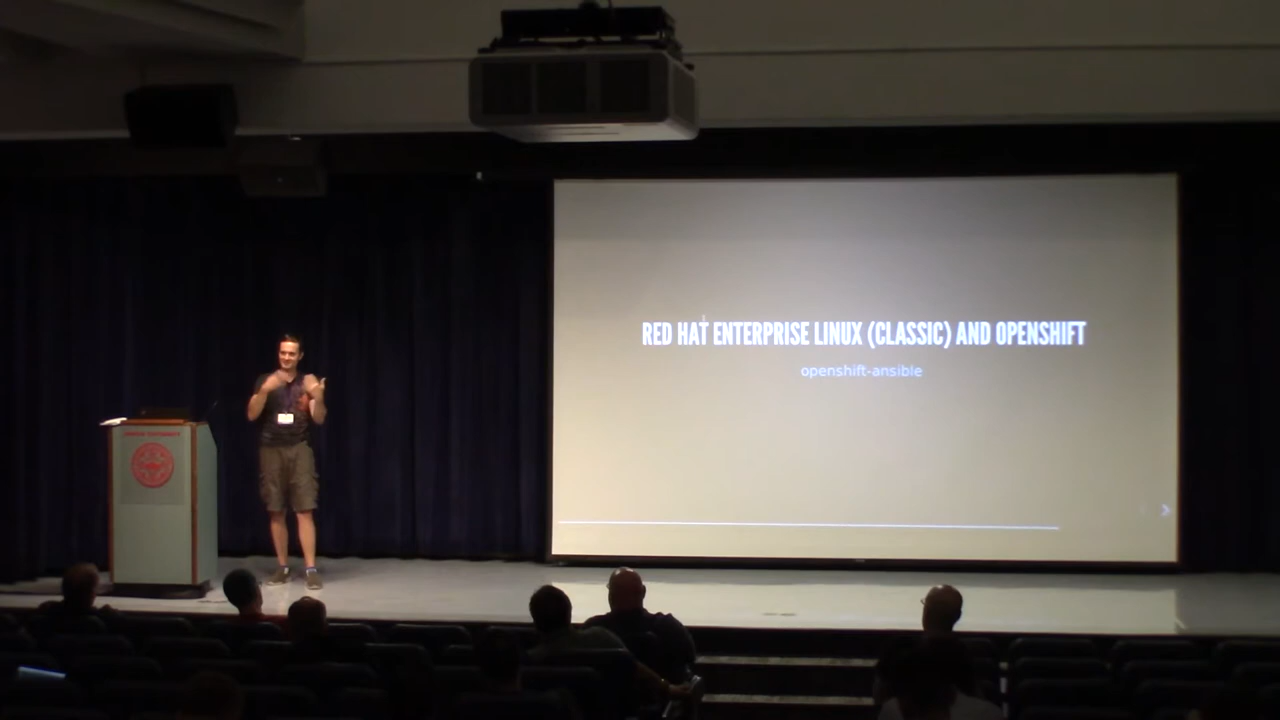 RED HAT ENTERPRISE LINUX (CLASSIC) AND OPENSHIFT
openshift-ansible